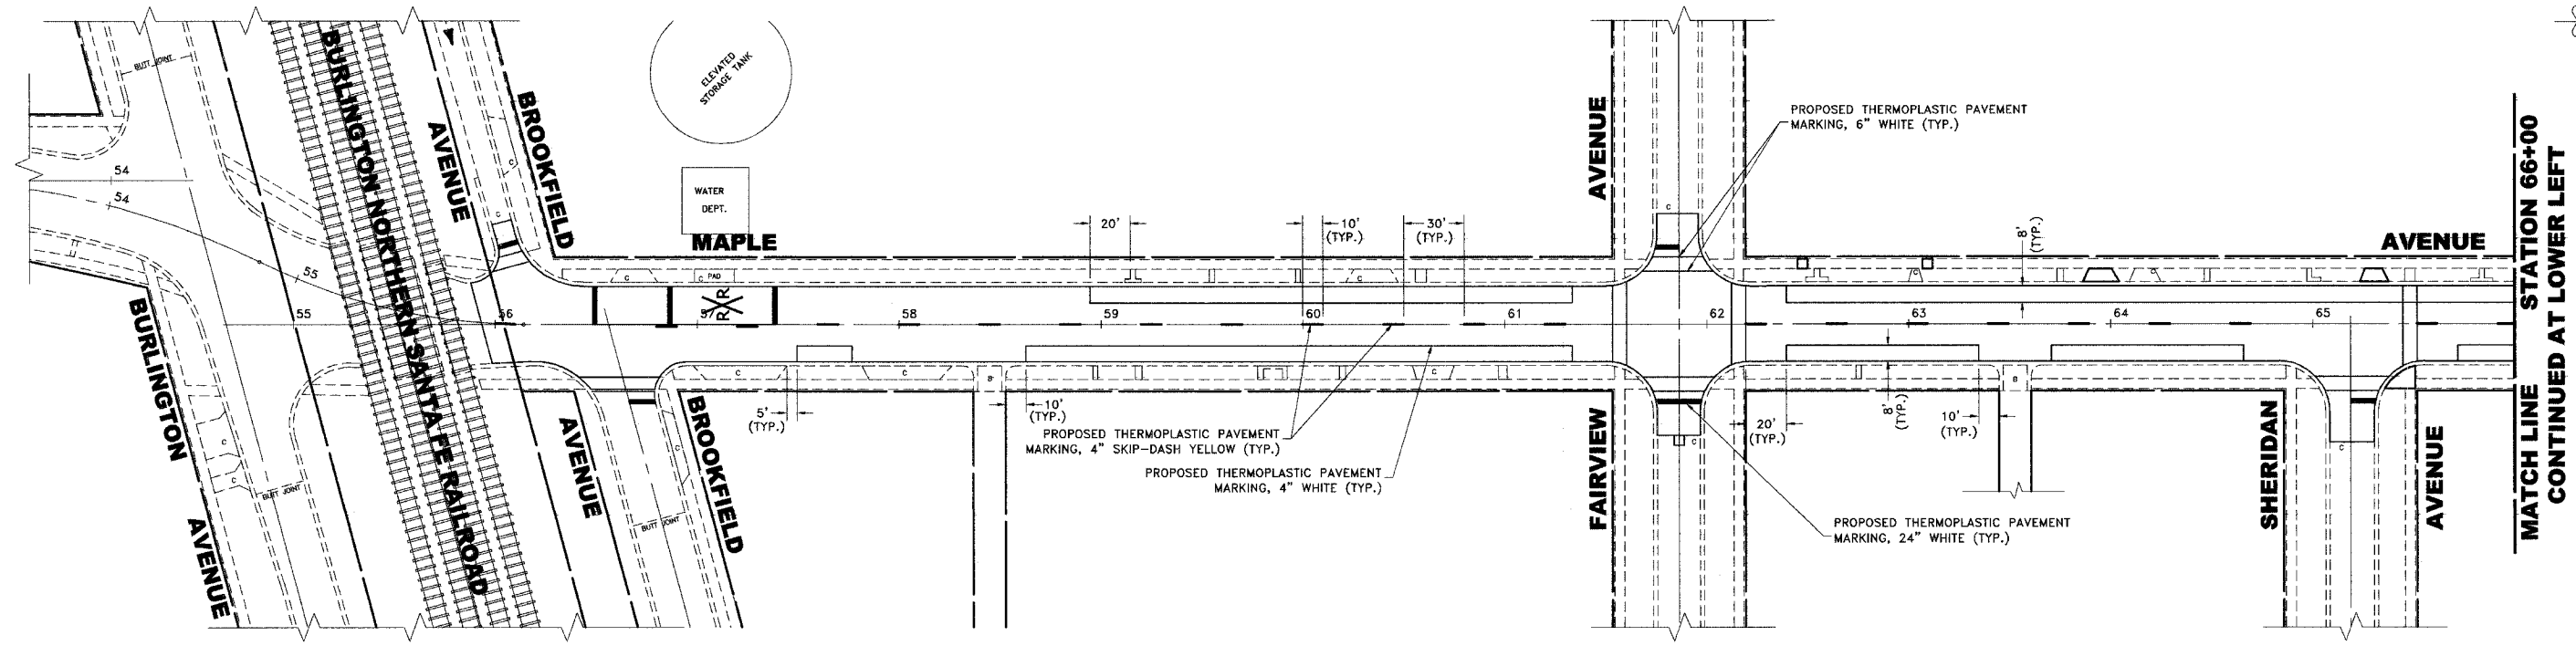 BUTT JOINT
BURLINGTON NORTHERN SANTA FE RAILROAD
AVENUE
BROOKFIELD
ELEVATED
STORAGE TANK
WATER
DEPT.
MAPLE
54
54
55
55
56
57
58
59
60
61
62
63
64
65
R R
C
C
C
C
PAD
C
C
C
C
20'
10'
(TYP.)
30'
(TYP.)
AVENUE
C
PROPOSED THERMOPLASTIC PAVEMENT
MARKING, 6" WHITE (TYP.)
8'
(TYP.)
AVENUE
MATCH LINE STATION 66+00
CONTINUED AT LOWER LEFT
BURLINGTON
AVENUE
C
C
BUTT JOINT
AVENUE
BROOKFIELD
C
BUTT JOINT
C
C
B
C
5'
(TYP.)
10'
(TYP.)
PROPOSED THERMOPLASTIC PAVEMENT
MARKING, 4" SKIP-DASH YELLOW (TYP.)
PROPOSED THERMOPLASTIC PAVEMENT
MARKING, 4" WHITE (TYP.)
FAIRVIEW
C
20'
(TYP.)
8'
(TYP.)
10'
(TYP.)
B
PROPOSED THERMOPLASTIC PAVEMENT
MARKING, 24" WHITE (TYP.)
SHERIDAN
C
AVENUE